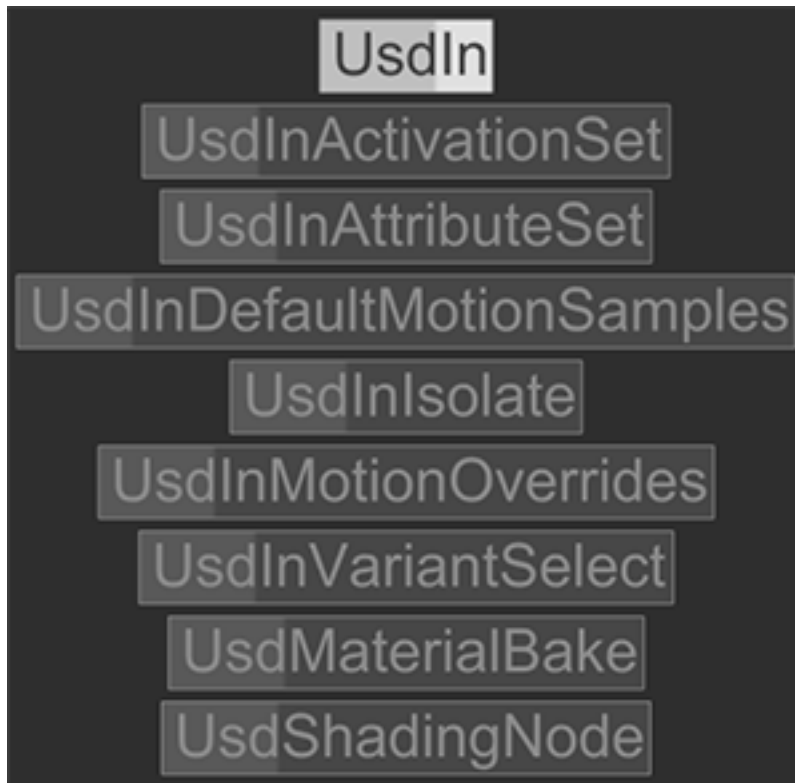 UsdIn
UsdInActivationSet
UsdInAttributeSet
UsdInDefaultMotionSamples
UsdInIsolate
UsdInMotionOverrides
UsdInVariantSelect
UsdMaterialBake
UsdShadingNode